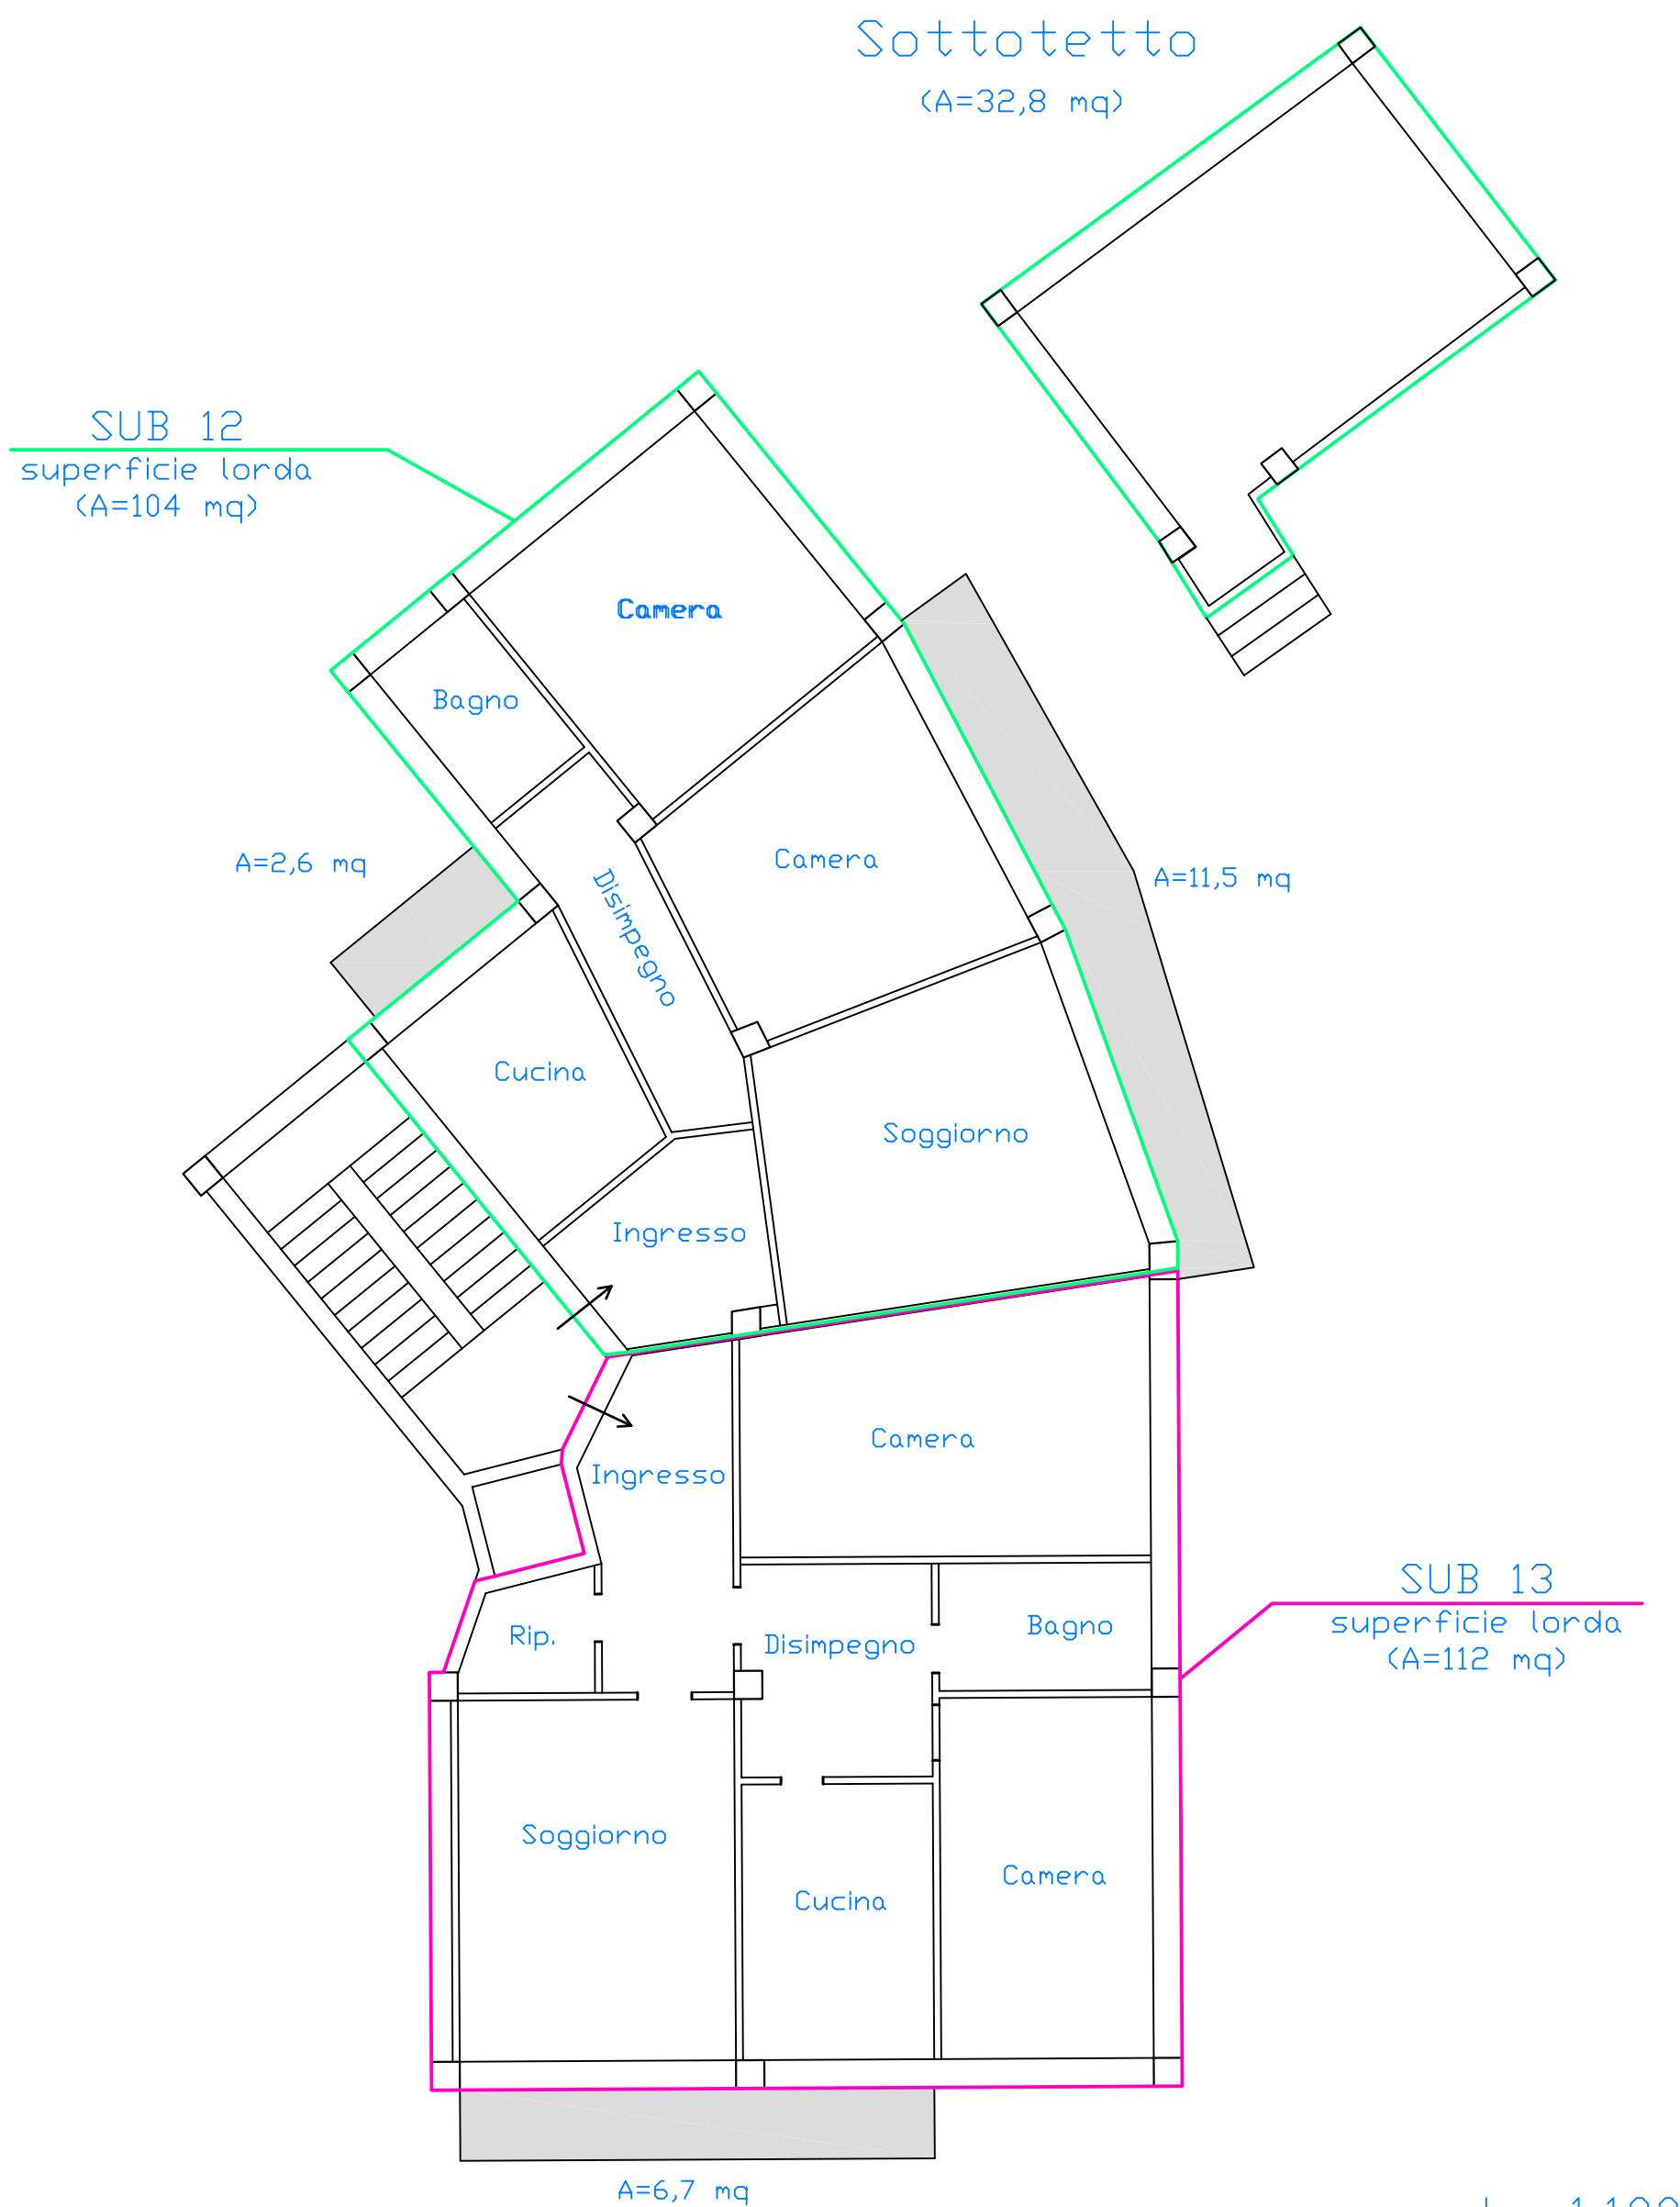 Sottotetto
(A=32,8 mq)
SUB 12
superficie lorda
(A=104 mq)
Camera
Bagno
A=2,6 mq
Camera
A=11,5 mq
Disimpegno
Cucina
Soggiorno
Ingresso
Camera
Ingresso
SUB 13
superficie lorda
(A=112 mq)
Rip.
Disimpegno
Bagno
Soggiorno
Camera
Cucina
A=6,7 mq